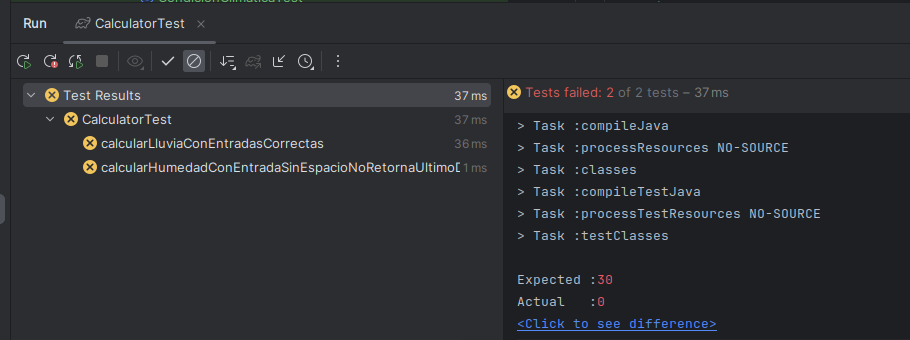 Run CalculatorTest
Test Results 37 ms
CalculatorTest 37 ms
calcularLluviaConEntradasCorrectas 36 ms
calcularHumedadConEntradaSinEspacioNoRetornaUltimoD 1 ms
Tests failed: 2 of 2 tests – 37 ms
> Task :compileJava
> Task :processResources NO-SOURCE
> Task :classes
> Task :compileTestJava
> Task :processTestResources NO-SOURCE
> Task :testClasses
Expected :30
Actual :0
<Click to see difference>